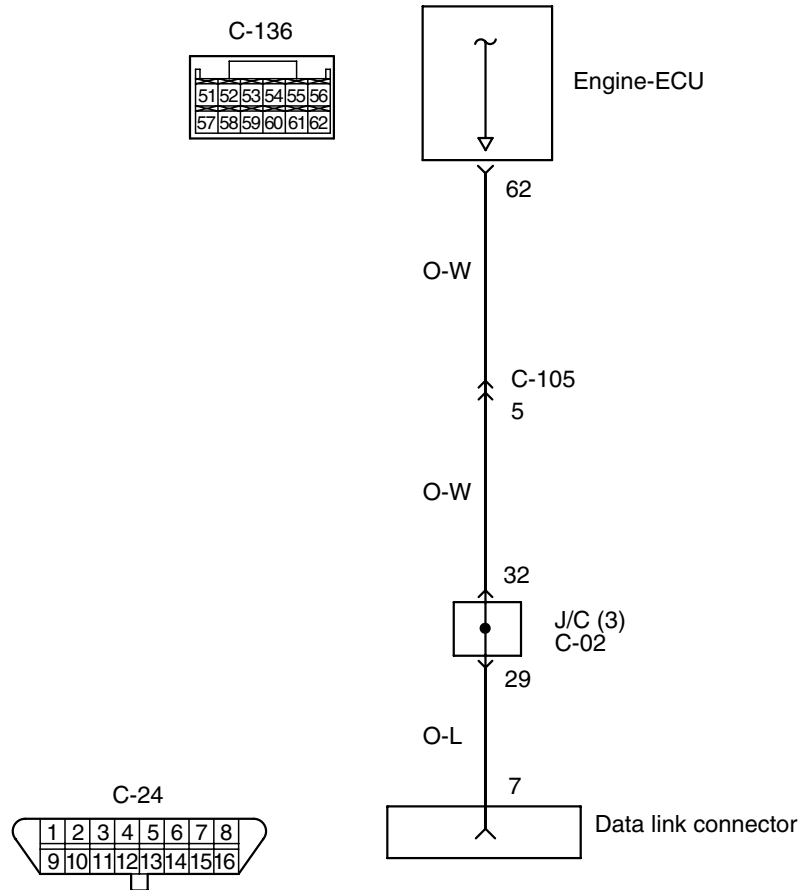 C-136
51 52 53 54 55 56
57 58 59 60 61 62
Engine-ECU
62
O-W
C-105
5
O-W
32
J/C (3)
C-02
29
O-L
7
Data link connector
C-24
1 2 3 4 5 6 7 8
9 10 11 12 13 14 15 16